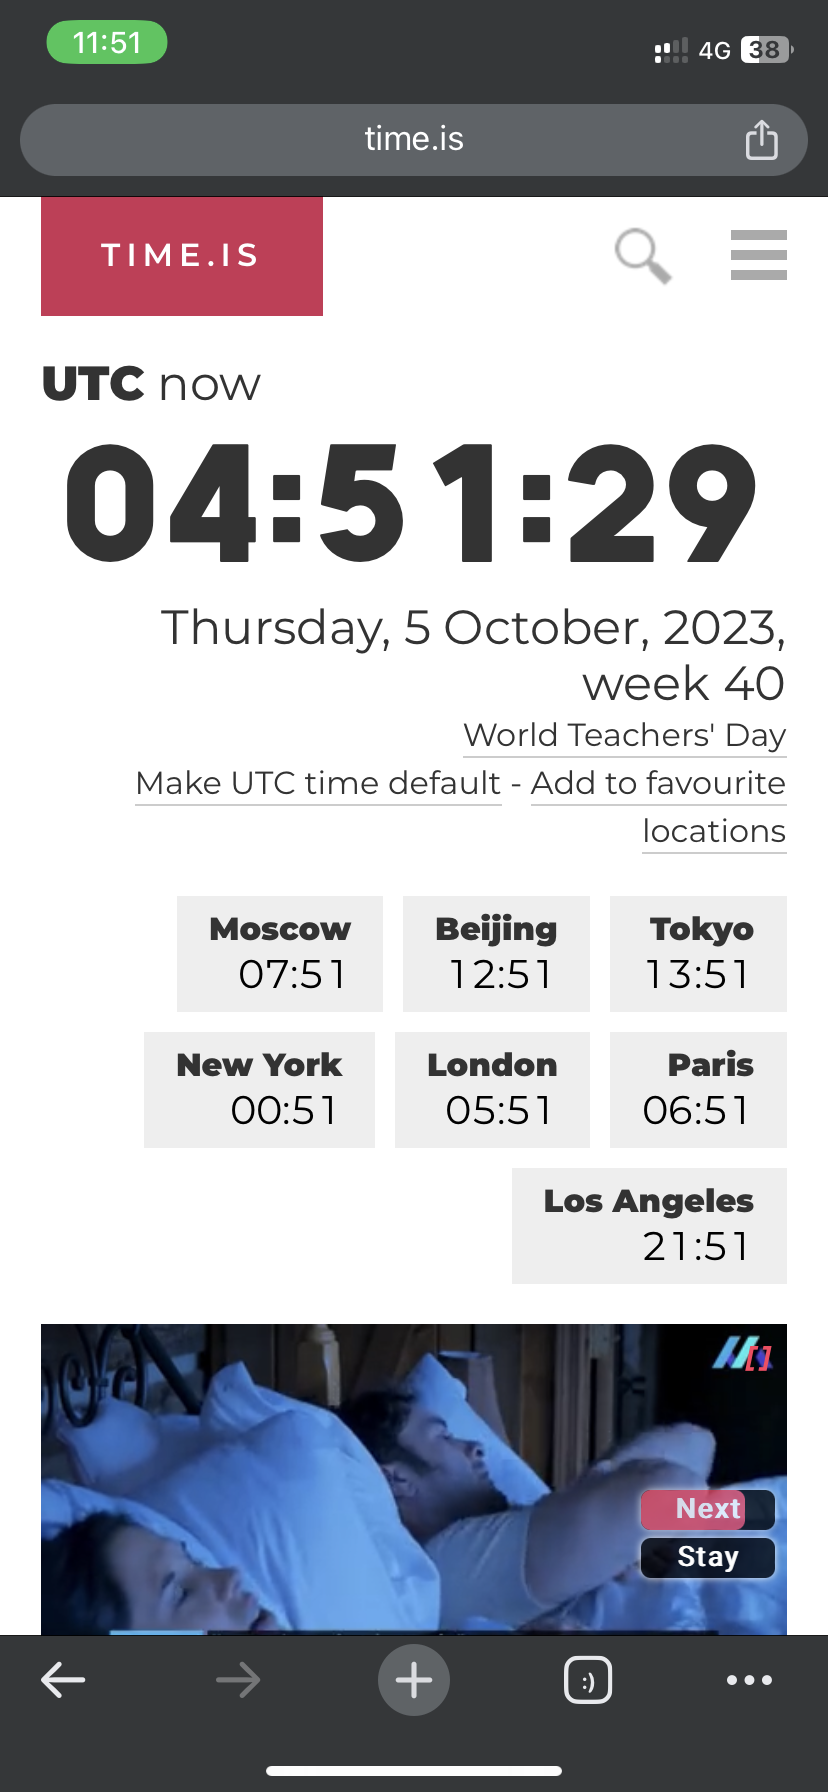 11:51
4G 38
time.is
TIME.IS
UTC now
04:51:29
Thursday, 5 October, 2023,
week 40
World Teachers' Day
Make UTC time default - Add to favourite
locations
Moscow Beijing Tokyo
07:51 12:51 13:51
New York London Paris
00:51 05:51 06:51
Los Angeles
21:51
Next
Stay
:)